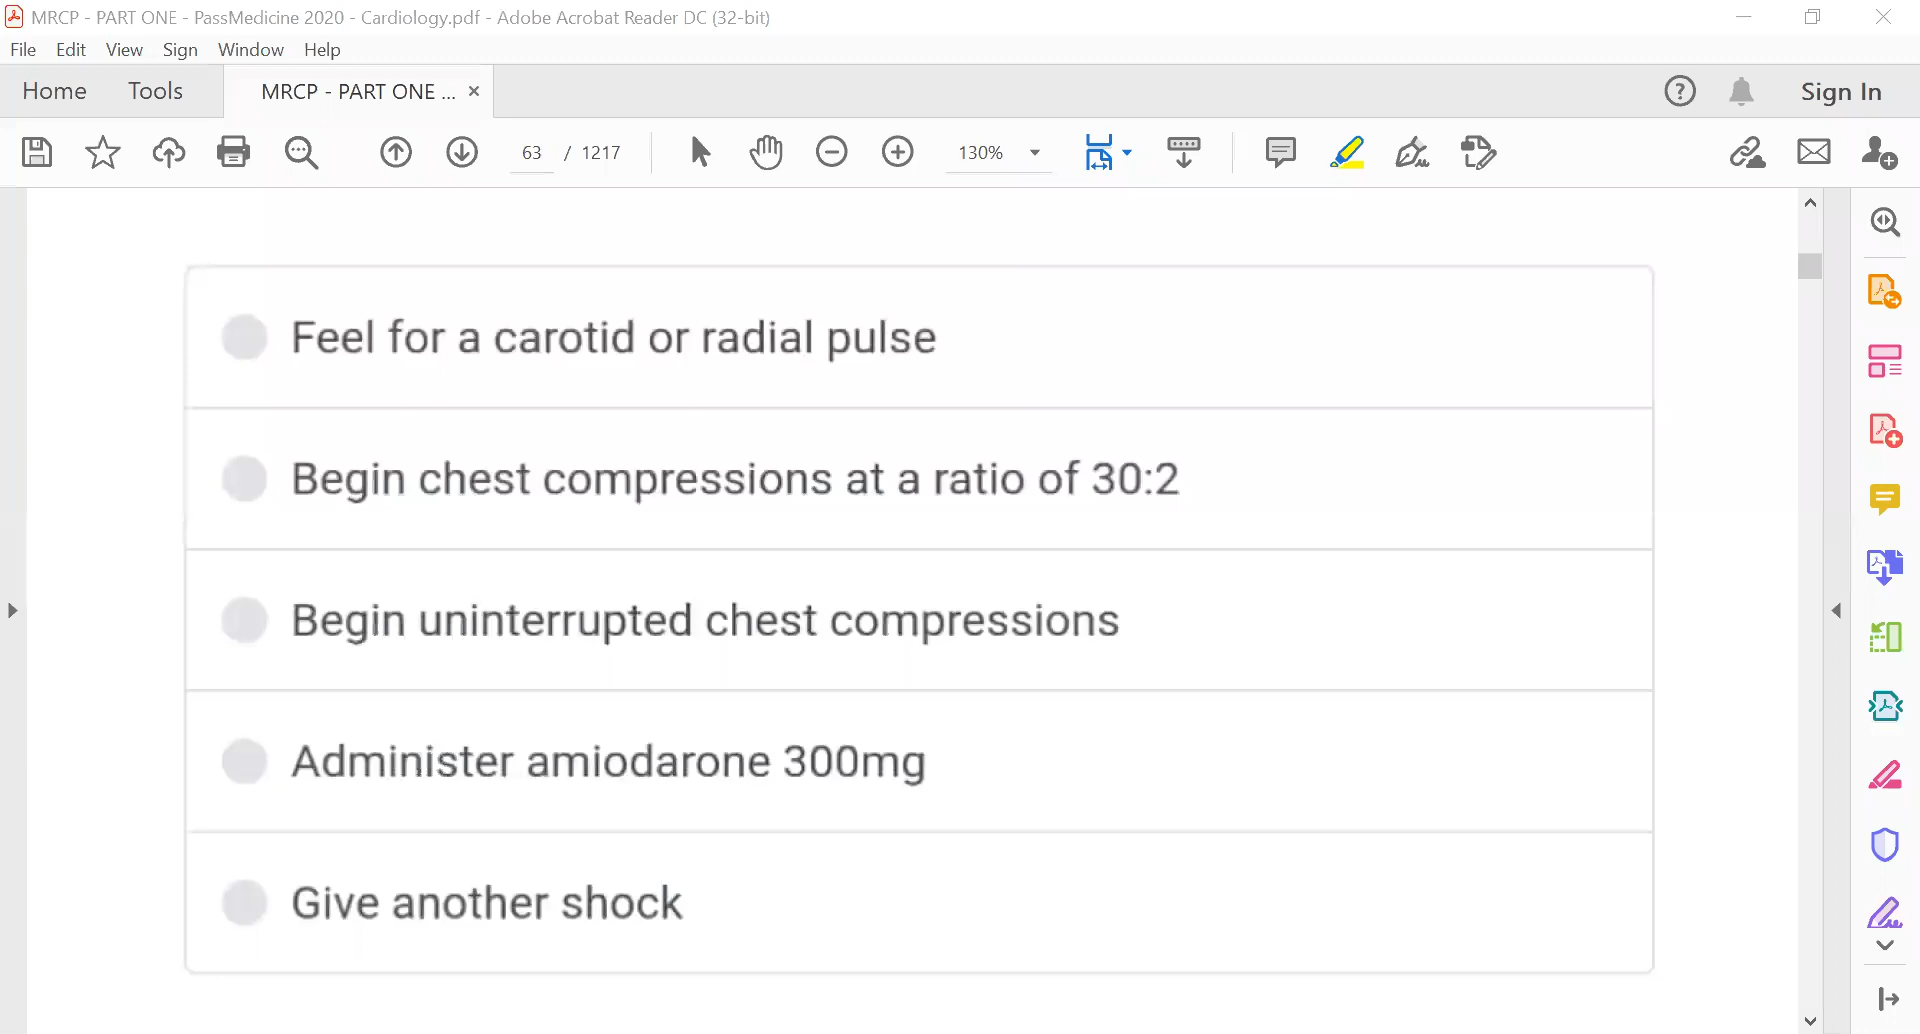 MRCP - PART ONE - PassMedicine 2020 - Cardiology.pdf - Adobe Acrobat Reader DC (32-bit)
File Edit View Sign Window Help
Home Tools MRCP - PART ONE ... × Sign In
63 / 1217 130%
Feel for a carotid or radial pulse
Begin chest compressions at a ratio of 30:2
Begin uninterrupted chest compressions
Administer amiodarone 300mg
Give another shock